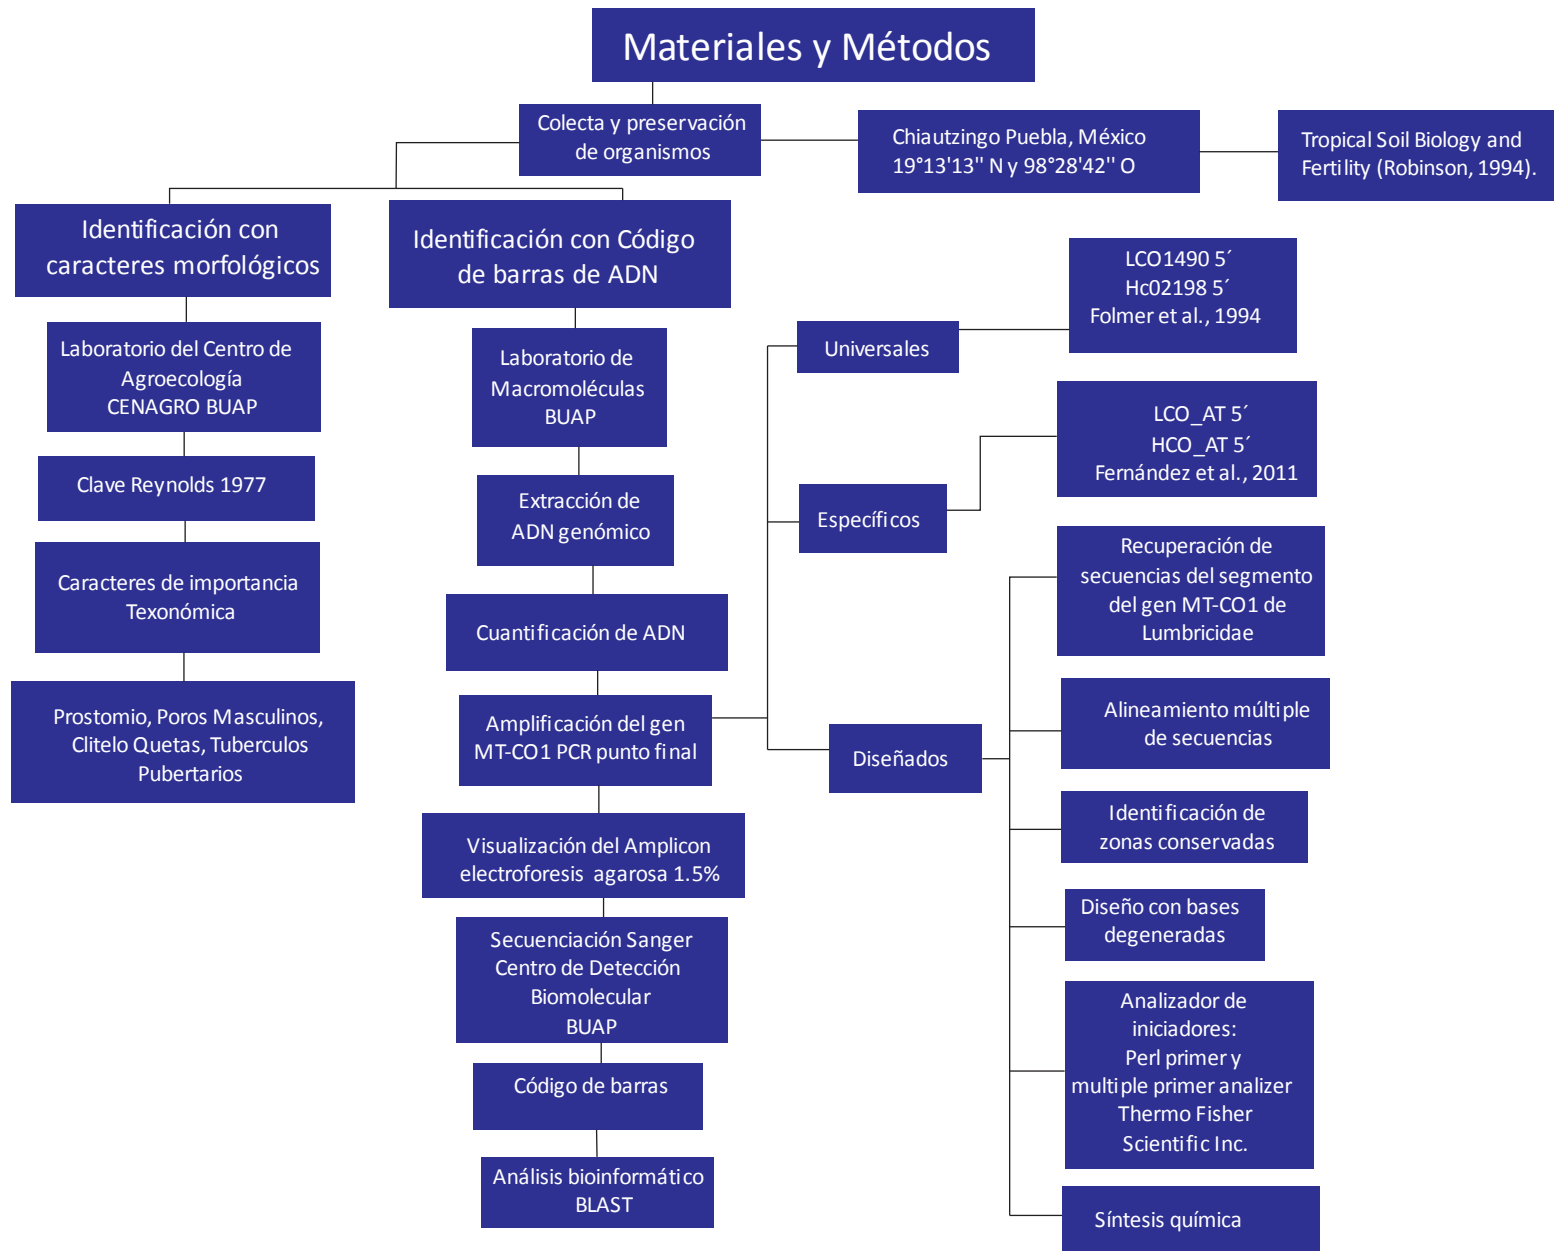 Materiales y Métodos
Colecta y preservación
de organismos
Chiautzingo Puebla, México
19°13'13'' N y 98°28'42'' O
Tropical Soil Biology and
Fertility (Robinson, 1994).
Identificación con
caracteres morfológicos
Laboratorio del Centro de
Agroecología
CENAGRO BUAP
Clave Reynolds 1977
Caracteres de importancia
Texonómica
Prostomio, Poros Masculinos,
Clitelo Quetas, Tuberculos
Pubertarios
Identificación con Código
de barras de ADN
Laboratorio de
Macromoléculas
BUAP
Extracción de
ADN genómico
Cuantificación de ADN
Amplificación del gen
MT-CO1 PCR punto final
Visualización del Amplicon
electroforesis agarosa 1.5%
Secuenciación Sanger
Centro de Detección
Biomolecular
BUAP
Código de barras
Análisis bioinformático
BLAST
Universales
LCO1490 5´
Hc02198 5´
Folmer et al., 1994
Específicos
LCO_AT 5´
HCO_AT 5´
Fernández et al., 2011
Diseñados
Recuperación de
secuencias del segmento
del gen MT-CO1 de
Lumbricidae
Alineamiento múltiple
de secuencias
Identificación de
zonas conservadas
Diseño con bases
degeneradas
Analizador de
iniciadores:
Perl primer y
multiple primer analizer
Thermo Fisher
Scientific Inc.
Síntesis química